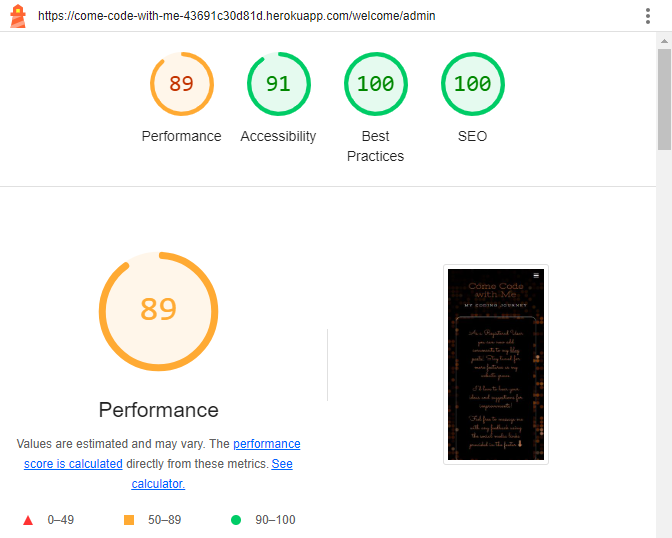 https://come-code-with-me-43691c30d81d.herokuapp.com/welcome/admin
89
91
100
100
Performance
Accessibility
Best
Practices
SEO
89
Performance
Values are estimated and may vary. The performance
score is calculated directly from these metrics. See
calculator.
0–49
50–89
90–100
Come Code
with Me
MY CODING JOURNEY
As a Registered User
you can now add
comments to my blog
posts! Stay tuned for
more features as my
website grows.
I'd love to hear your
ideas and suggestions for
improvements!
Feel free to message me
with any feedback using
the social media links
provided in the footer